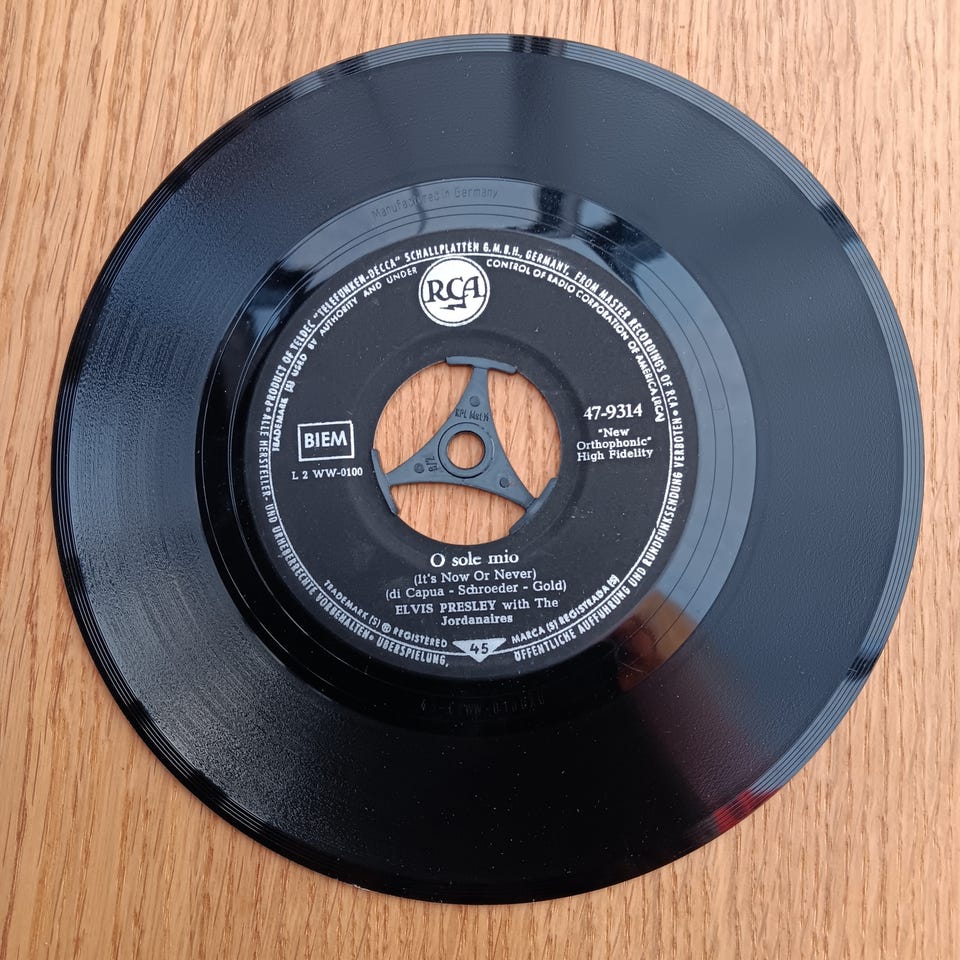 Manufactured in Germany
• PRODUCT OF TELDEC "TELEFUNKEN-DECCA" SCHALLPLATTEN G.M.B.H., GERMANY, FROM MASTER RECORDINGS OF RCA •
TRADEMARK (S) USED BY AUTHORITY AND UNDER CONTROL OF RADIO CORPORATION OF AMERICA (RCA)
RCA
BIEM
L 2 WW-0100
47-9314
"New
Orthophonic"
High Fidelity
O sole mio
(It's Now Or Never)
(di Capua - Schroeder - Gold)
ELVIS PRESLEY with The
Jordanaires
TRADEMARK (S) ® REGISTERED
MARCA (S) REGISTRADA (S)
45
ALLE HERSTELLER- UND URHEBERRECHTE VORBEHALTEN • ÜBERSPIELUNG,
ÖFFENTLICHE AUFFÜHRUNG UND RUNDFUNKSENDUNG VERBOTEN